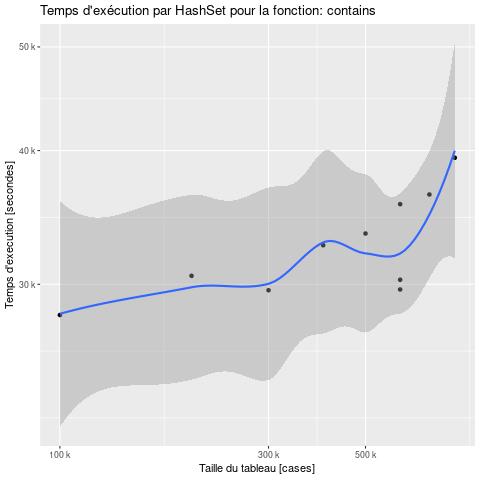 Temps d'exécution par HashSet pour la fonction: contains
50 k
40 k
30 k
Temps d'execution [secondes]
100 k
300 k
500 k
Taille du tableau [cases]